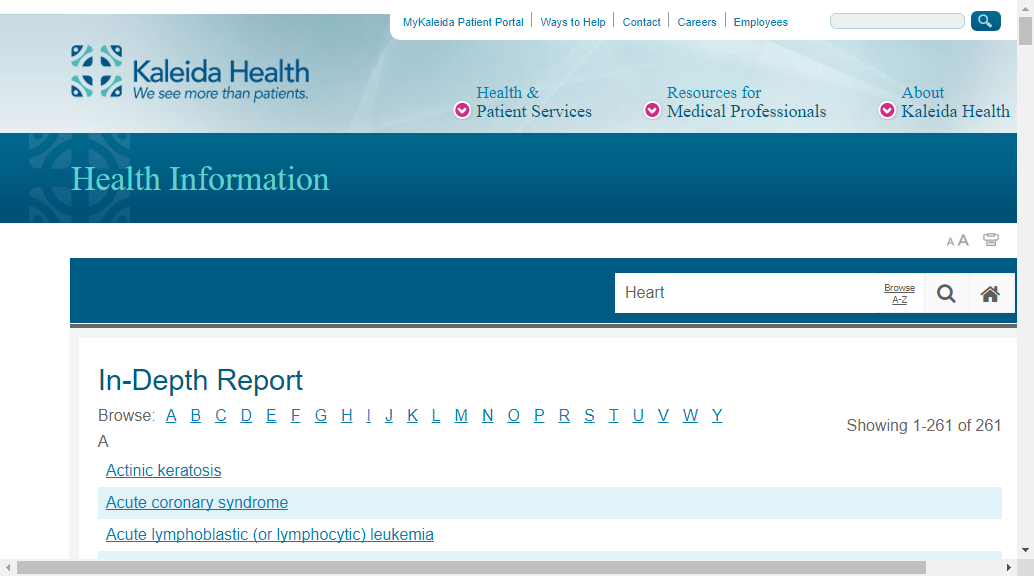 MyKaleida Patient Portal Ways to Help Contact Careers Employees
Kaleida Health
We see more than patients.
Health &
Patient Services
Resources for
Medical Professionals
About
Kaleida Health
Health Information
A A
Heart
Browse
A-Z
In-Depth Report
Browse: A B C D E F G H I J K L M N O P R S T U V W Y
Showing 1-261 of 261
A
Actinic keratosis
Acute coronary syndrome
Acute lymphoblastic (or lymphocytic) leukemia